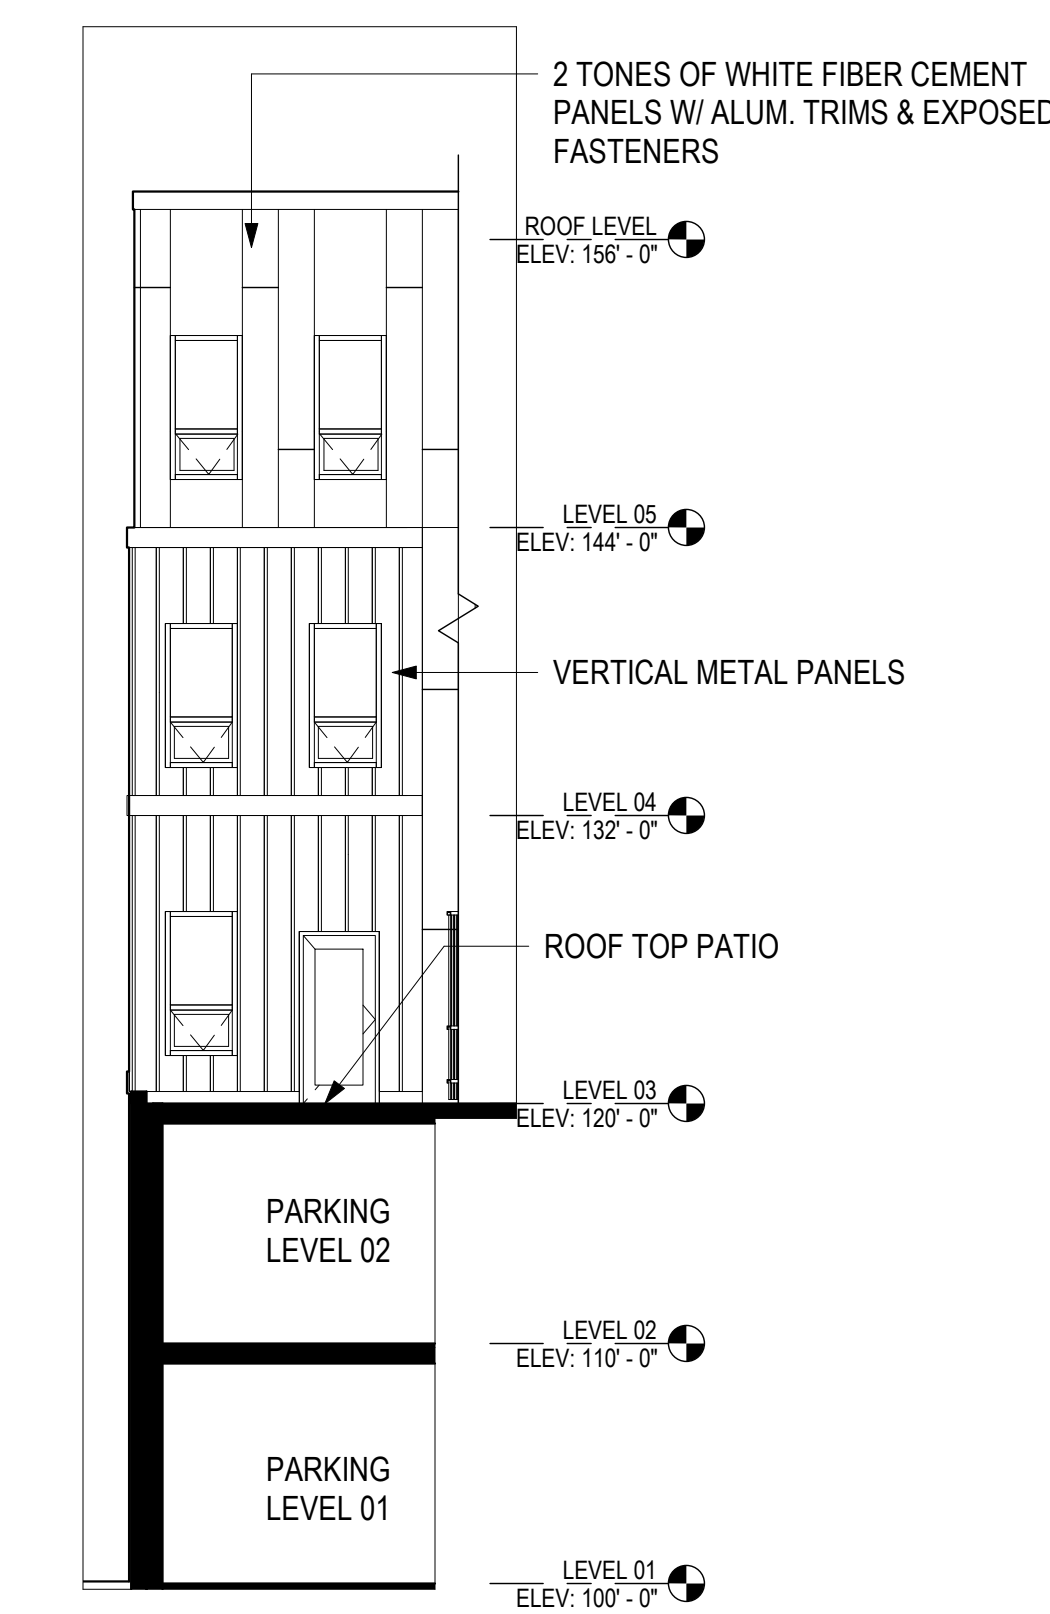 2 TONES OF WHITE FIBER CEMENT
PANELS W/ ALUM. TRIMS & EXPOSED
FASTENERS
ROOF LEVEL
ELEV: 156' - 0"
LEVEL 05
ELEV: 144' - 0"
VERTICAL METAL PANELS
LEVEL 04
ELEV: 132' - 0"
ROOF TOP PATIO
LEVEL 03
ELEV: 120' - 0"
PARKING
LEVEL 02
LEVEL 02
ELEV: 110' - 0"
PARKING
LEVEL 01
LEVEL 01
ELEV: 100' - 0"